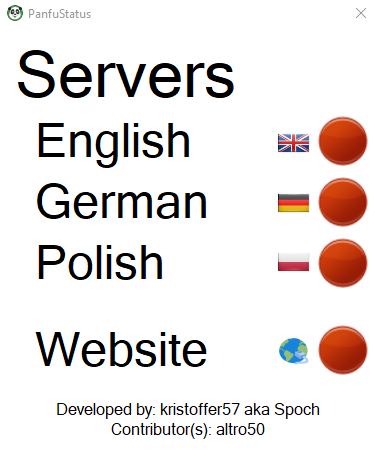 PanfuStatus
Servers
English
German
Polish
Website
Developed by: kristoffer57 aka Spoch
Contributor(s): altro50